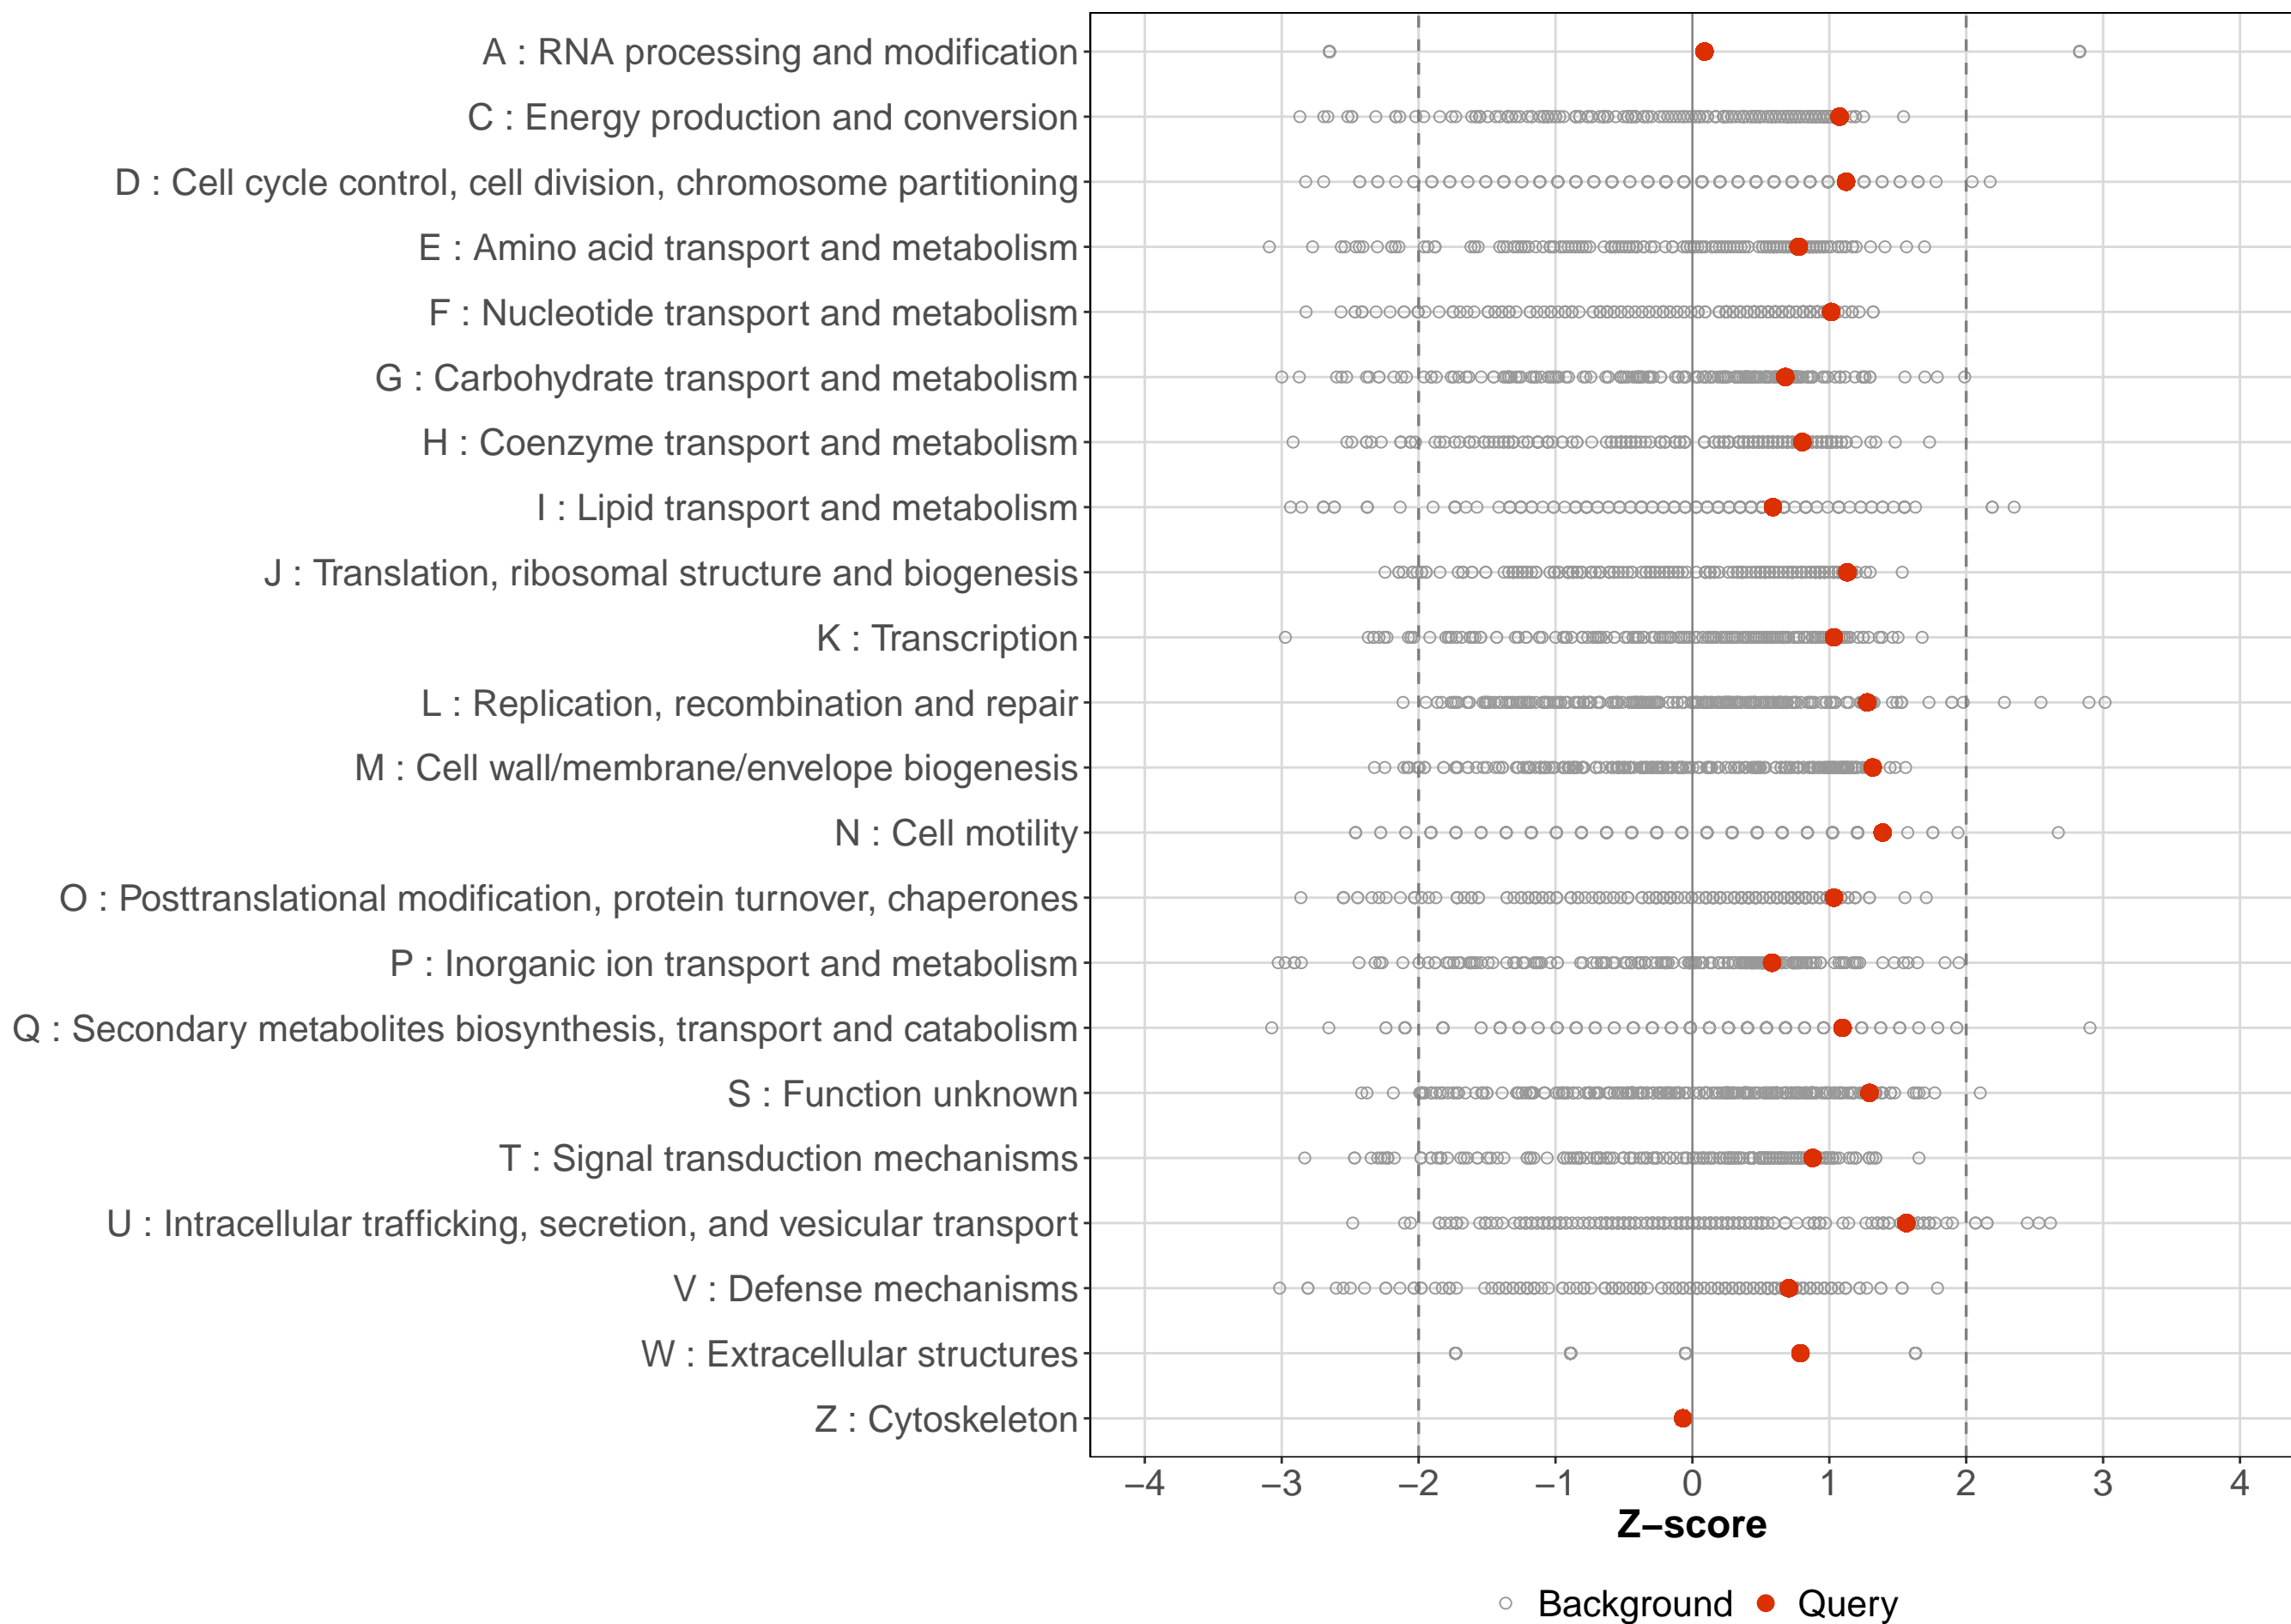 A : RNA processing and modification
C : Energy production and conversion
D : Cell cycle control, cell division, chromosome partitioning
E : Amino acid transport and metabolism
F : Nucleotide transport and metabolism
G : Carbohydrate transport and metabolism
H : Coenzyme transport and metabolism
I : Lipid transport and metabolism
J : Translation, ribosomal structure and biogenesis
K : Transcription
L : Replication, recombination and repair
M : Cell wall/membrane/envelope biogenesis
N : Cell motility
O : Posttranslational modification, protein turnover, chaperones
P : Inorganic ion transport and metabolism
Q : Secondary metabolites biosynthesis, transport and catabolism
S : Function unknown
T : Signal transduction mechanisms
U : Intracellular trafficking, secretion, and vesicular transport
V : Defense mechanisms
W : Extracellular structures
Z : Cytoskeleton
−4 −3 −2 −1 0 1 2 3 4
Z−score
Background Query